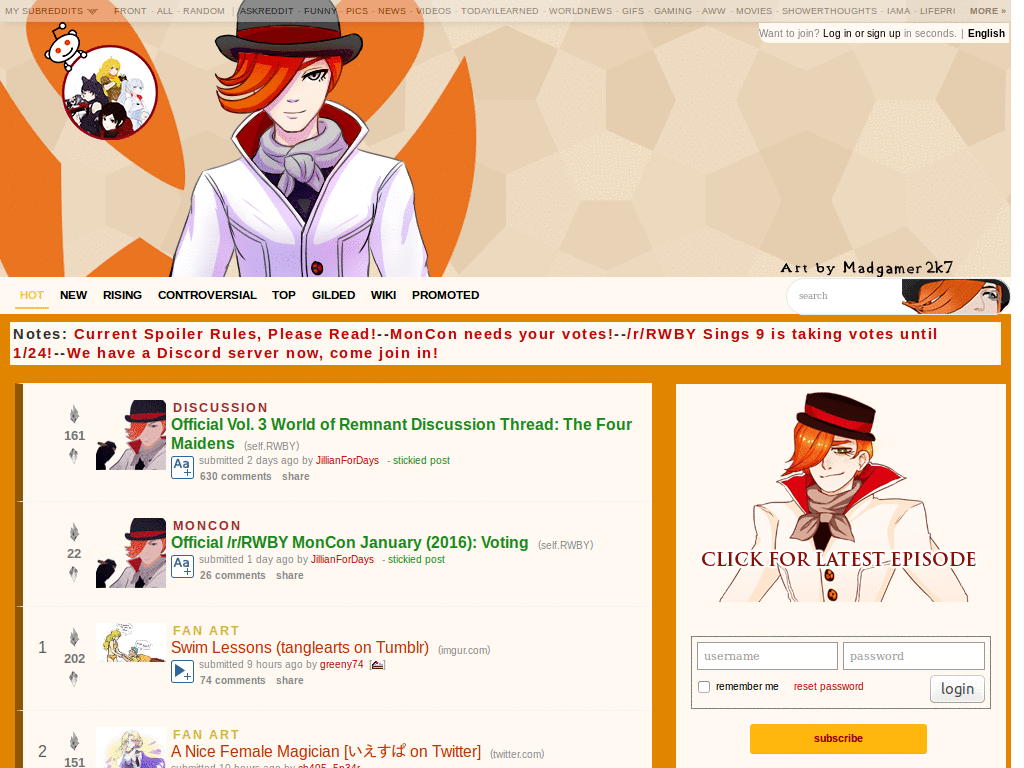 MY SUBREDDITS FRONT - ALL - RANDOM | ASKREDDIT - FUNNY - PICS - NEWS - VIDEOS - TODAYILEARNED - WORLDNEWS - GIFS - GAMING - AWW - MOVIES - SHOWERTHOUGHTS - IAMA - LIFEPRI MORE »
Want to join? Log in or sign up in seconds. | English
Art by Madgamer2k7
HOT NEW RISING CONTROVERSIAL TOP GILDED WIKI PROMOTED search
Notes: Current Spoiler Rules, Please Read!--MonCon needs your votes!--/r/RWBY Sings 9 is taking votes until
1/24!--We have a Discord server now, come join in!
DISCUSSION
161
Official Vol. 3 World of Remnant Discussion Thread: The Four
Maidens (self.RWBY)
Aa+ submitted 2 days ago by JillianForDays - stickied post
630 comments share
MONCON
22
Official /r/RWBY MonCon January (2016): Voting (self.RWBY)
Aa+ submitted 1 day ago by JillianForDays - stickied post
26 comments share
FAN ART
1 202
Swim Lessons (tanglearts on Tumblr) (imgur.com)
submitted 9 hours ago by greeny74
74 comments share
FAN ART
2 151
A Nice Female Magician [いえすぱ on Twitter] (twitter.com)
submitted 10 hours ago by
CLICK FOR LATEST EPISODE
username password
remember me reset password login
subscribe